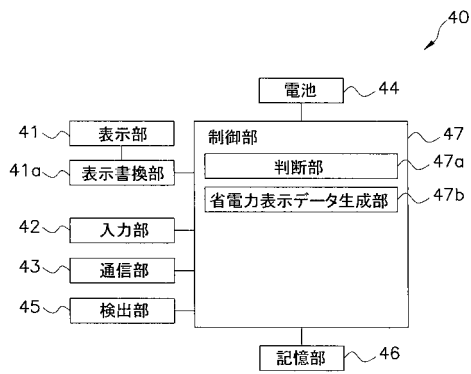 40
電池
44
41
表示部
制御部
47
41a
表示書換部
判断部
47a
省電力表示データ生成部
47b
42
入力部
43
通信部
45
検出部
記憶部
46